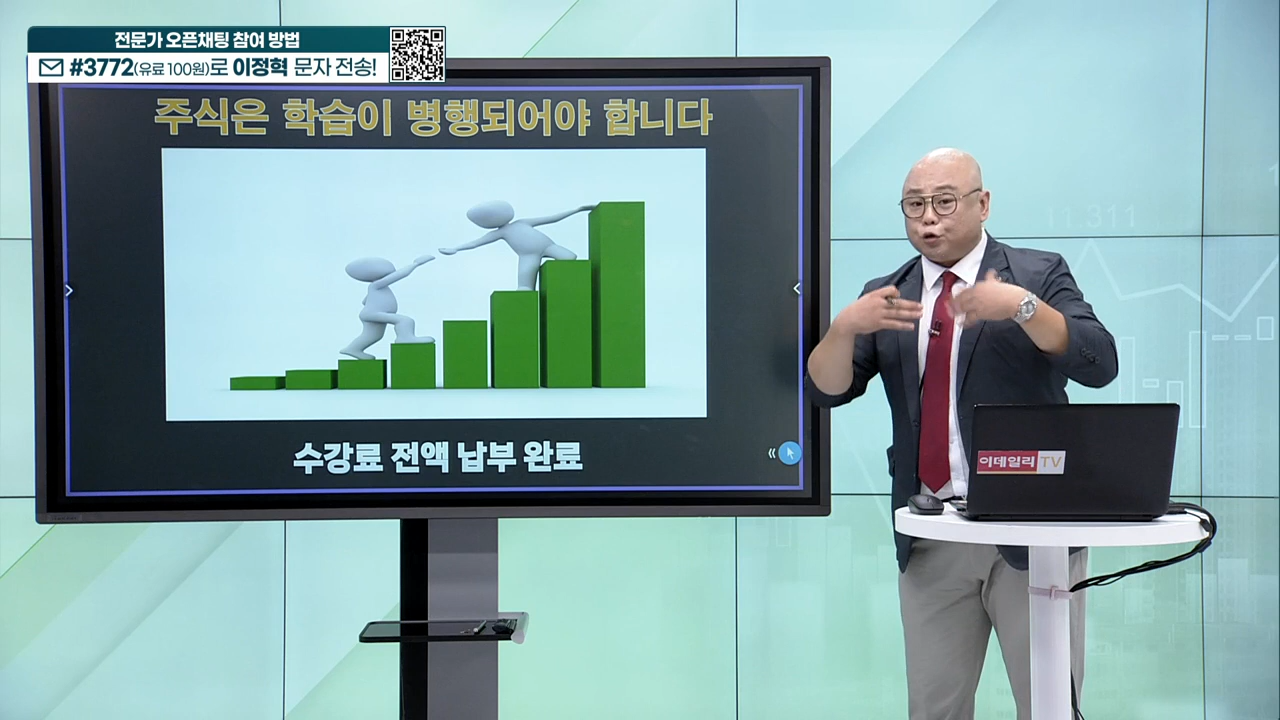 전문가 오픈채팅 참여 방법
#3772(유료 100원)로 이정혁 문자 전송!
주식은 학습이 병행되어야 합니다
수강료 전액 납부 완료
11,311
이데일리TV